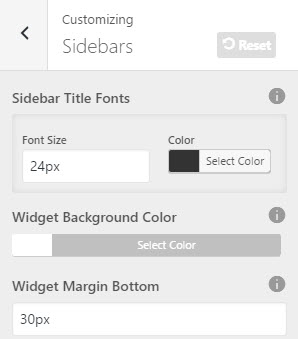 Customizing
Sidebars
Reset
Sidebar Title Fonts
Font Size
Color
24px
Select Color
Widget Background Color
Select Color
Widget Margin Bottom
30px